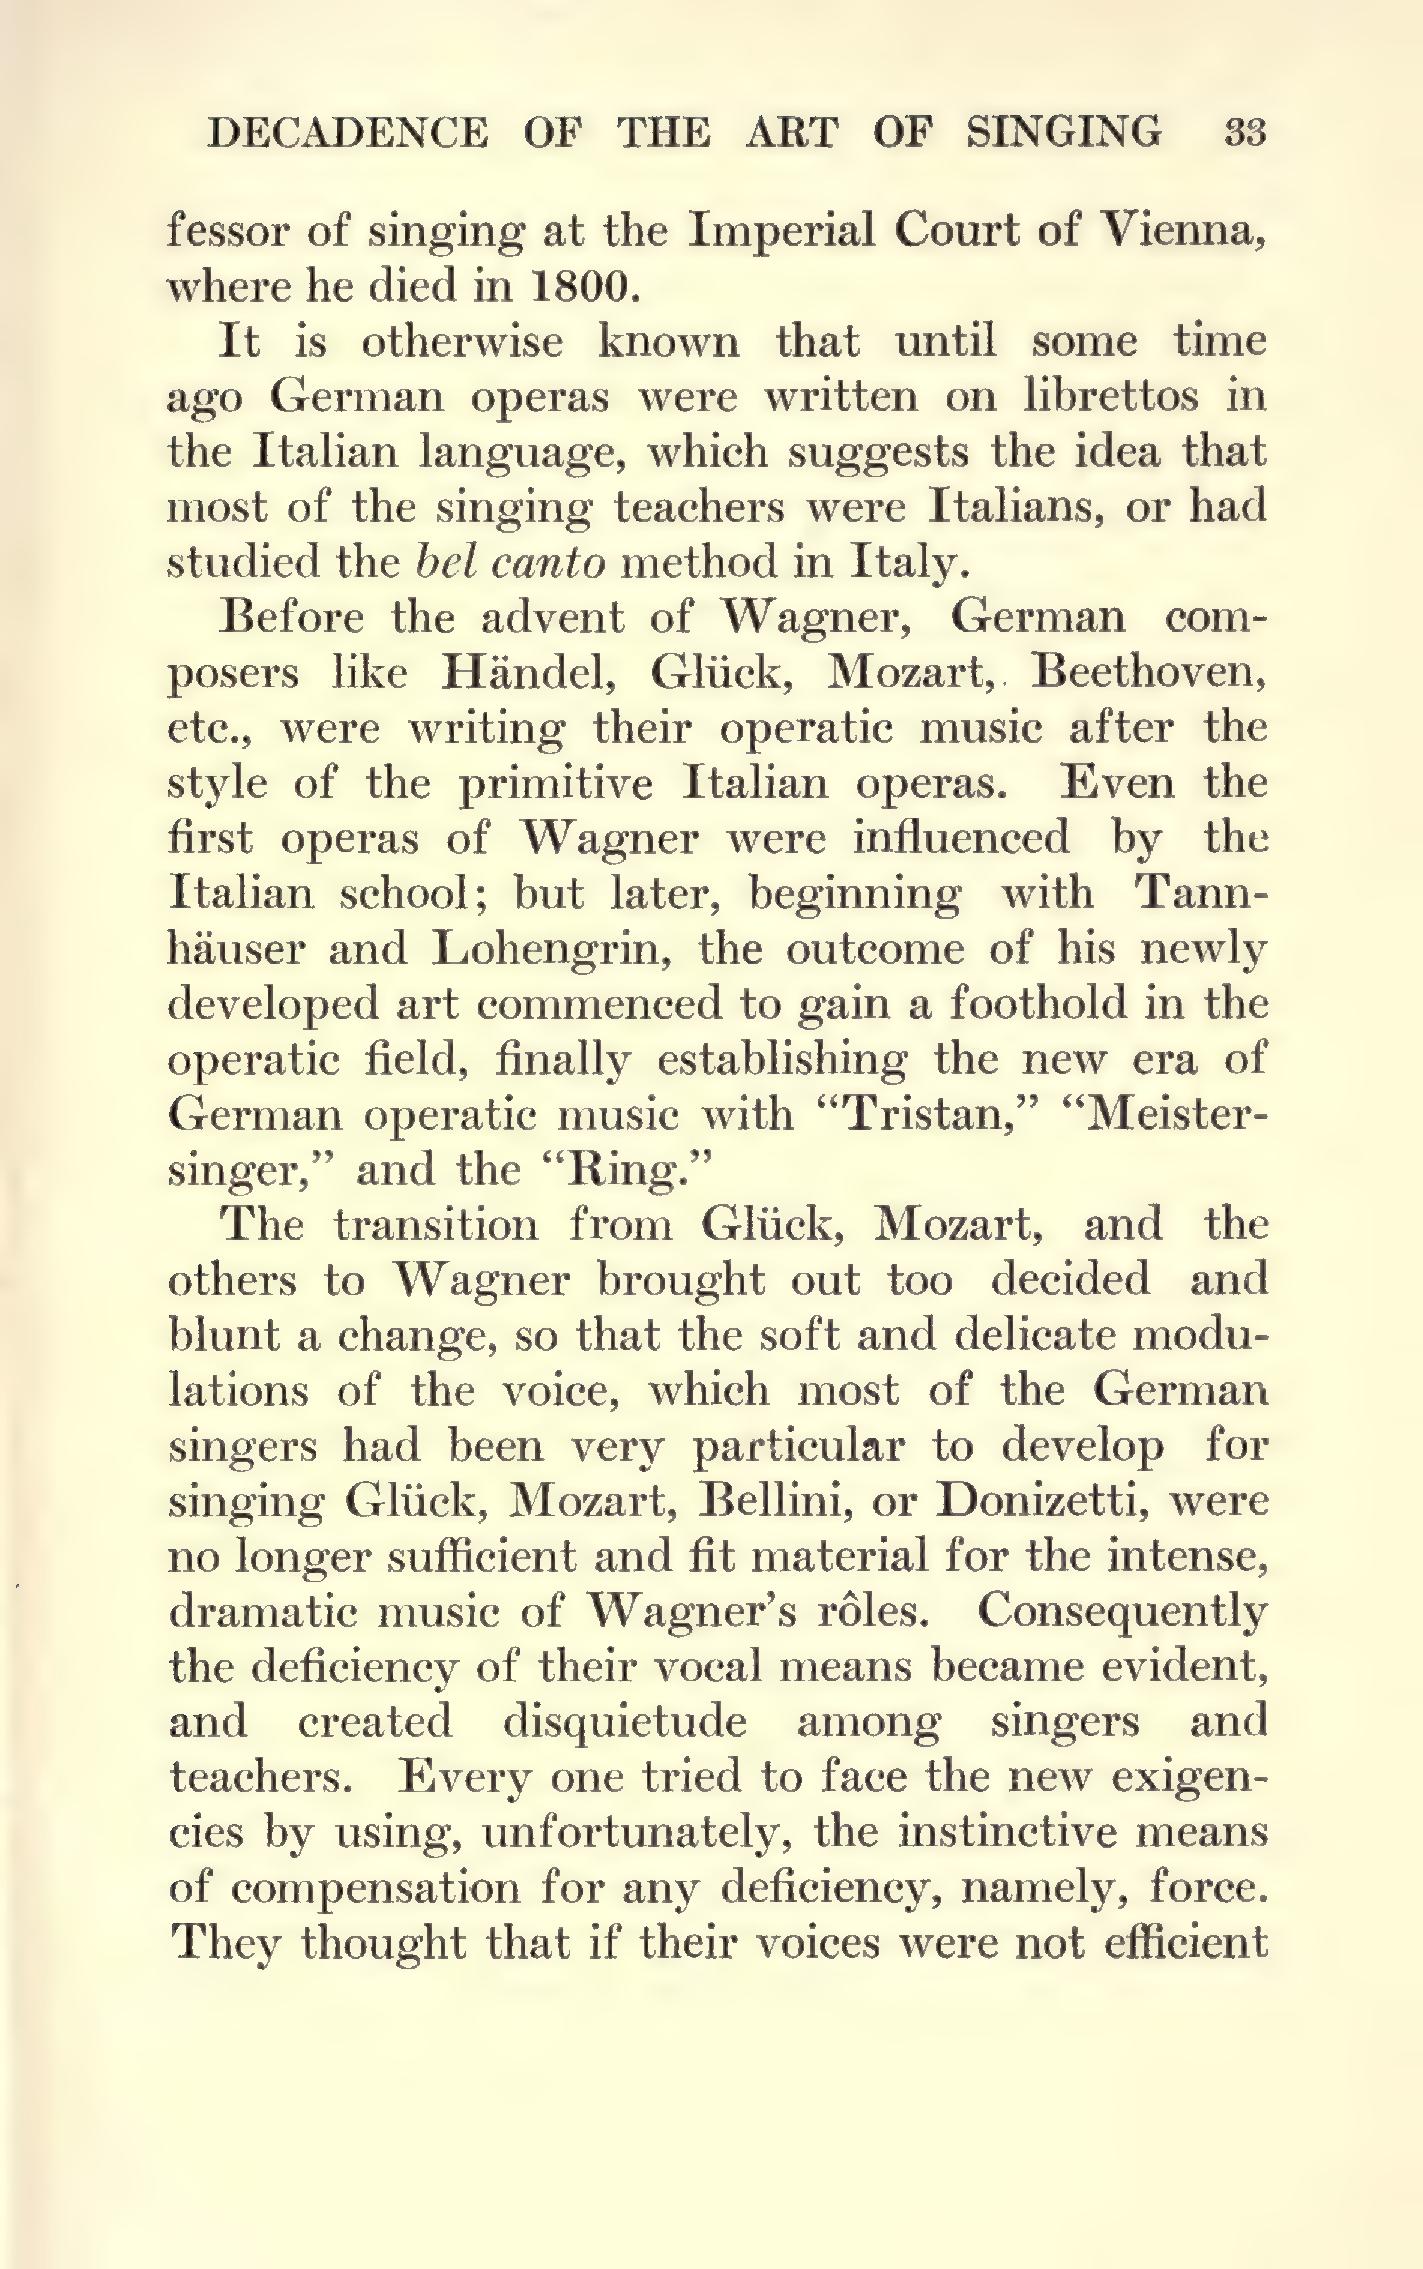 DECADENCE OF THE ART OF SINGING 33
fessor of singing at the Imperial Court of Vienna,
where he died in 1800.
It is otherwise known that until some time
ago German operas were written on librettos in
the Italian language, which suggests the idea that
most of the singing teachers were Italians, or had
studied the bel canto method in Italy.
Before the advent of Wagner, German com-
posers like Händel, Glück, Mozart, Beethoven,
etc., were writing their operatic music after the
style of the primitive Italian operas. Even the
first operas of Wagner were influenced by the
Italian school; but later, beginning with Tann-
häuser and Lohengrin, the outcome of his newly
developed art commenced to gain a foothold in the
operatic field, finally establishing the new era of
German operatic music with “Tristan,” “Meister-
singer,” and the “Ring.”
The transition from Glück, Mozart, and the
others to Wagner brought out too decided and
blunt a change, so that the soft and delicate modu-
lations of the voice, which most of the German
singers had been very particular to develop for
singing Glück, Mozart, Bellini, or Donizetti, were
no longer sufficient and fit material for the intense,
dramatic music of Wagner’s rôles. Consequently
the deficiency of their vocal means became evident,
and created disquietude among singers and
teachers. Every one tried to face the new exigen-
cies by using, unfortunately, the instinctive means
of compensation for any deficiency, namely, force.
They thought that if their voices were not efficient